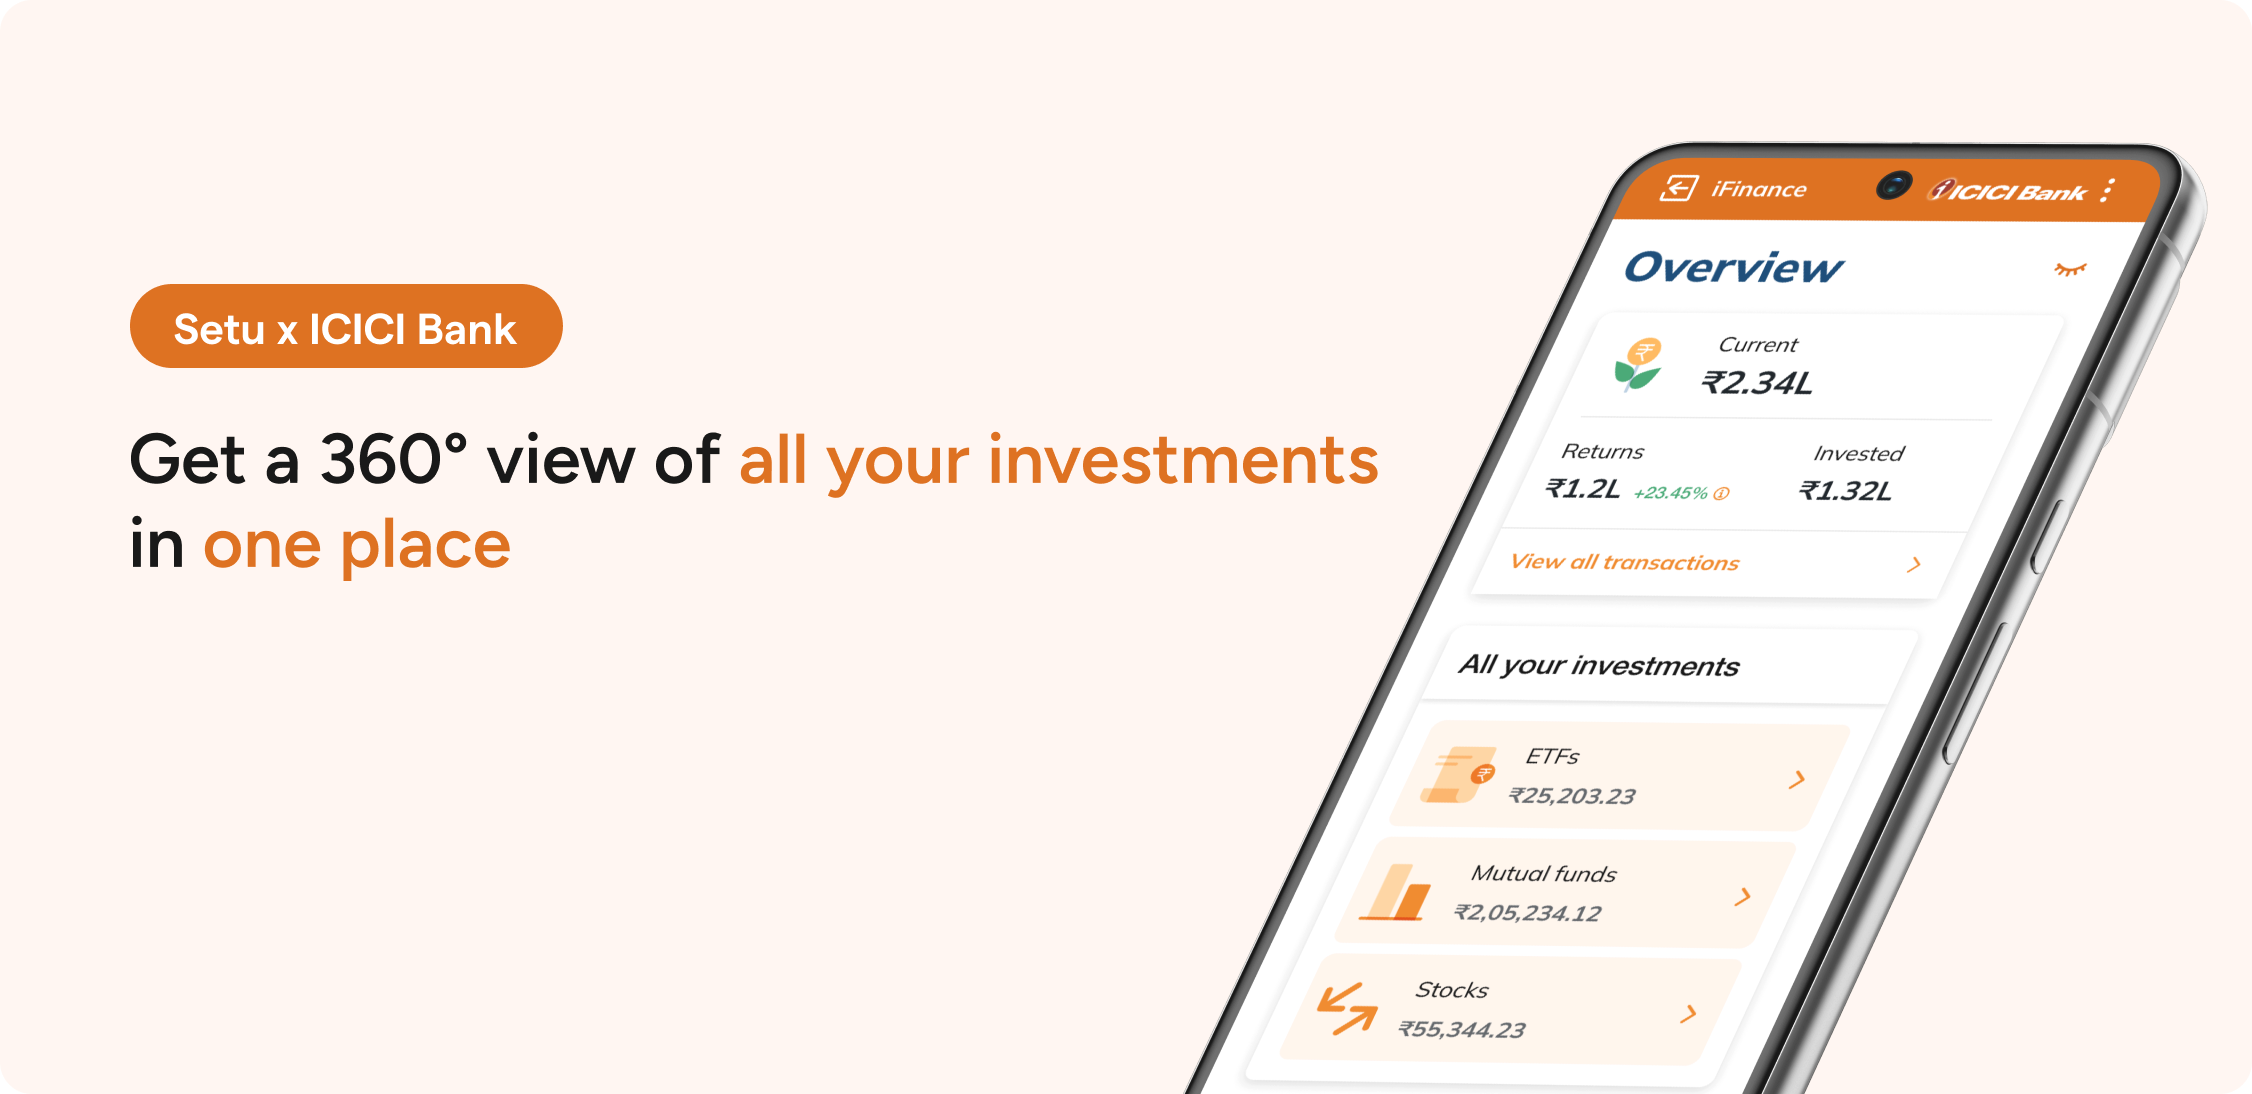 Setu x ICICI Bank
Get a 360° view of all your investments
in one place
iFinance
ICICI Bank
Overview
Current
₹2.34L
Returns
₹1.2L +23.45%
Invested
₹1.32L
View all transactions
All your investments
ETFs
₹25,203.23
Mutual funds
₹2,05,234.12
Stocks
₹55,344.23